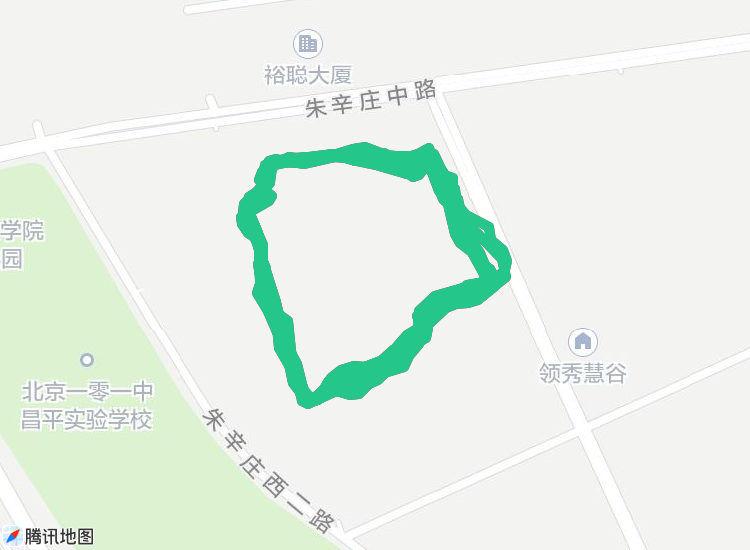 裕聪大厦
朱辛庄中路
学院
园
领秀慧谷
北京一零一中
昌平实验学校
朱辛庄西二路
腾讯地图